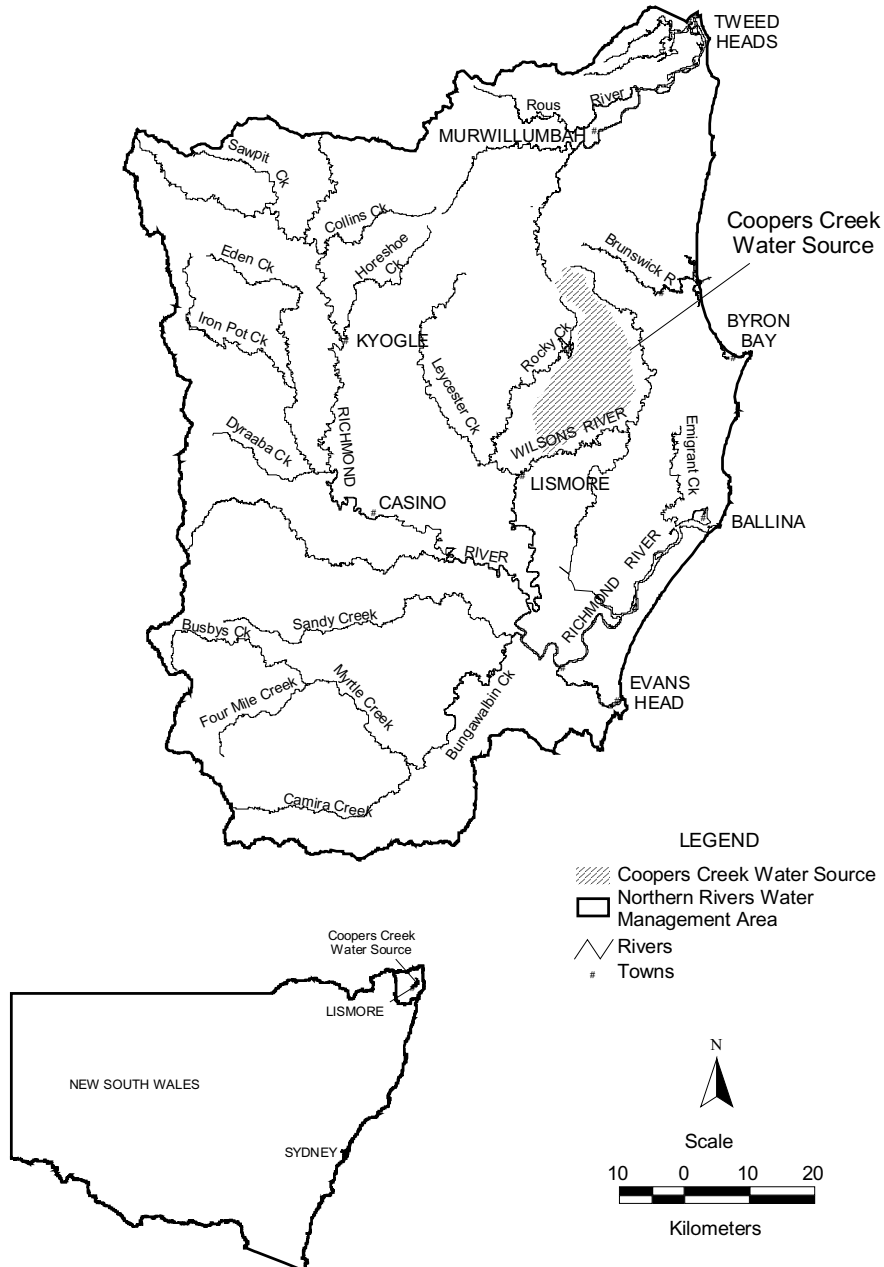 TWEED
HEADS
Rous
River
MURWILLUMBAH
Sawpit
Ck
Collins Ck
Coopers Creek
Water Source
Horeshoe
Ck
Brunswick R
Eden Ck
Iron Pot Ck
KYOGLE
BYRON
BAY
Rocky Ck
Leycester Ck
RICHMOND
WILSONS RIVER
Emigrant Ck
Dyraaba Ck
LISMORE
CASINO
BALLINA
RIVER
RICHMOND RIVER
Sandy Creek
Busbys Ck
Myrtle Creek
Four Mile Creek
Bungawalbin Ck
EVANS
HEAD
Camira Creek
LEGEND
Coopers Creek Water Source
Northern Rivers Water
Management Area
Rivers
# Towns
Coopers Creek
Water Source
LISMORE
NEW SOUTH WALES
SYDNEY
N
Scale
10 0 10 20
Kilometers